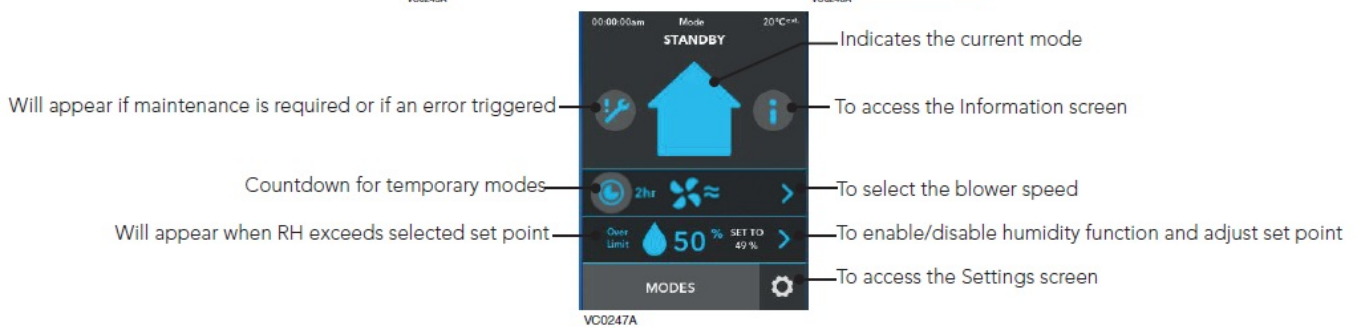 VC0245A VC0245A
00:00:00am Mode 20°C ext.
STANDBY
Indicates the current mode
Will appear if maintenance is required or if an error triggered
To access the Information screen
Countdown for temporary modes
2hr
To select the blower speed
Will appear when RH exceeds selected set point
Over
Limit
50 %
SET TO
49 %
To enable/disable humidity function and adjust set point
MODES
To access the Settings screen
VC0247A